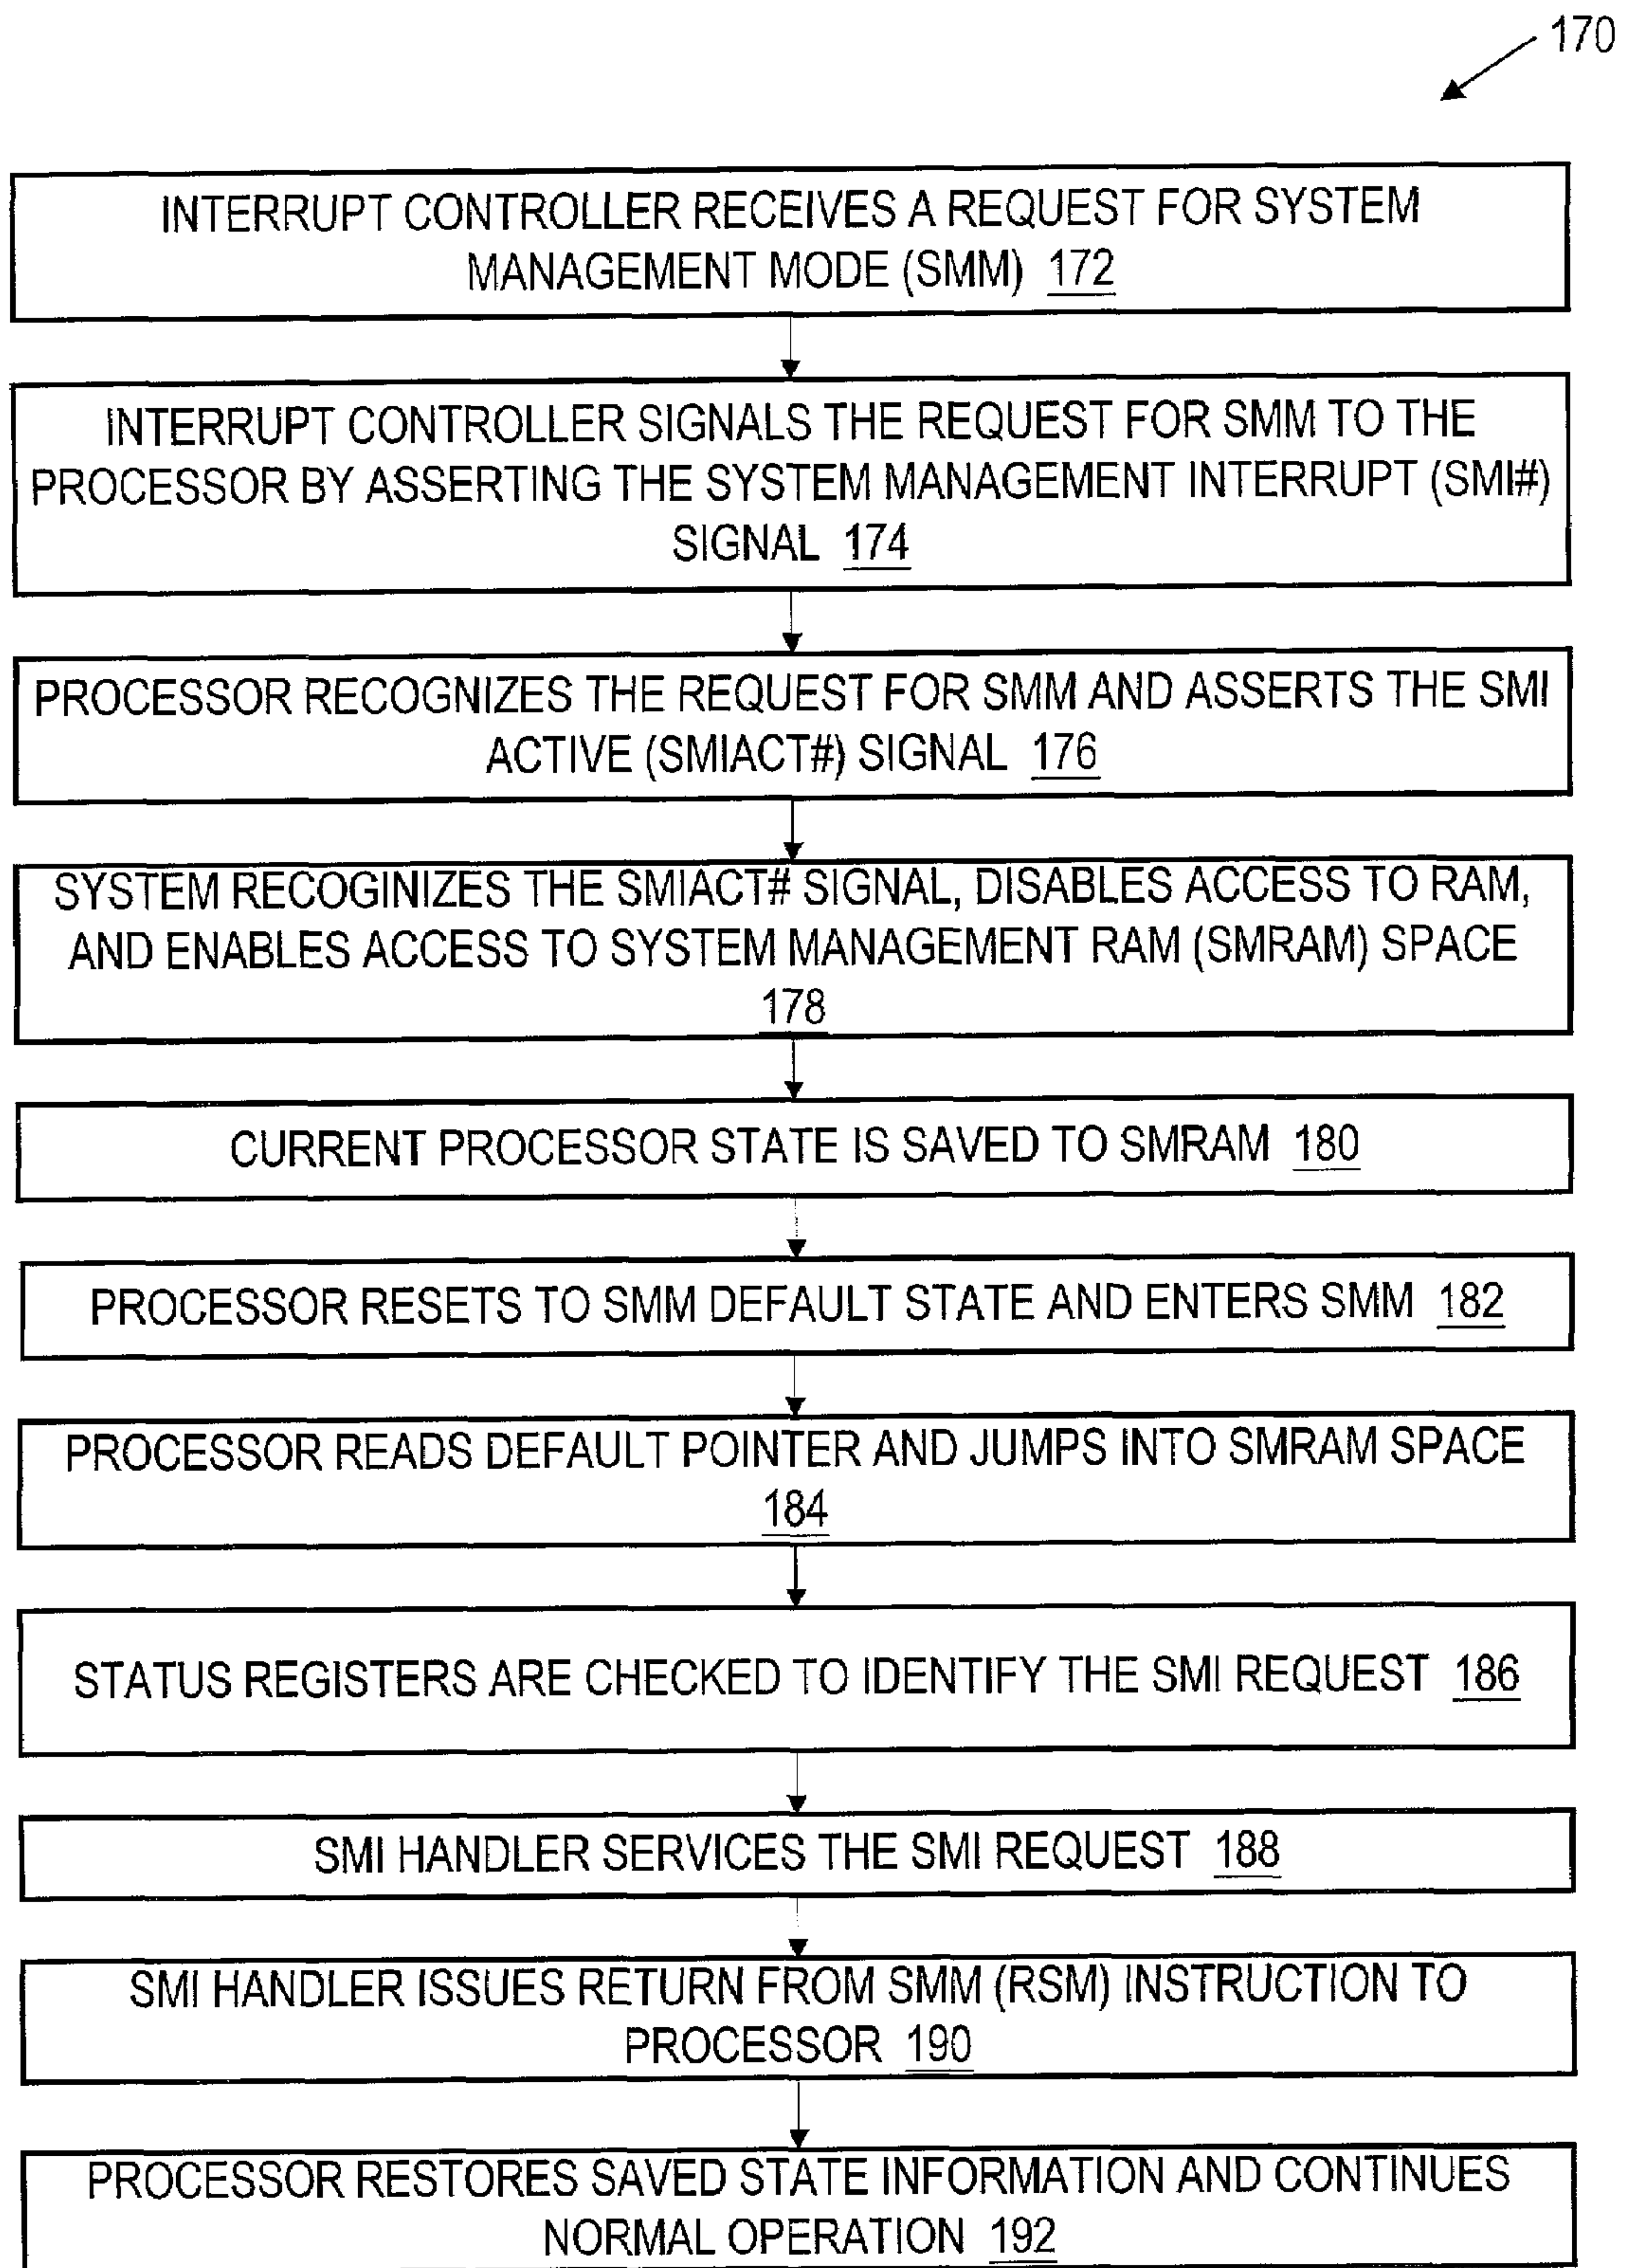 170
INTERRUPT CONTROLLER RECEIVES A REQUEST FOR SYSTEM
MANAGEMENT MODE (SMM) 172
INTERRUPT CONTROLLER SIGNALS THE REQUEST FOR SMM TO THE
PROCESSOR BY ASSERTING THE SYSTEM MANAGEMENT INTERRUPT (SMI#)
SIGNAL 174
PROCESSOR RECOGNIZES THE REQUEST FOR SMM AND ASSERTS THE SMI
ACTIVE (SMIACT#) SIGNAL 176
SYSTEM RECOGINIZES THE SMIACT# SIGNAL, DISABLES ACCESS TO RAM,
AND ENABLES ACCESS TO SYSTEM MANAGEMENT RAM (SMRAM) SPACE
178
CURRENT PROCESSOR STATE IS SAVED TO SMRAM 180
PROCESSOR RESETS TO SMM DEFAULT STATE AND ENTERS SMM 182
PROCESSOR READS DEFAULT POINTER AND JUMPS INTO SMRAM SPACE
184
STATUS REGISTERS ARE CHECKED TO IDENTIFY THE SMI REQUEST 186
SMI HANDLER SERVICES THE SMI REQUEST 188
SMI HANDLER ISSUES RETURN FROM SMM (RSM) INSTRUCTION TO
PROCESSOR 190
PROCESSOR RESTORES SAVED STATE INFORMATION AND CONTINUES
NORMAL OPERATION 192